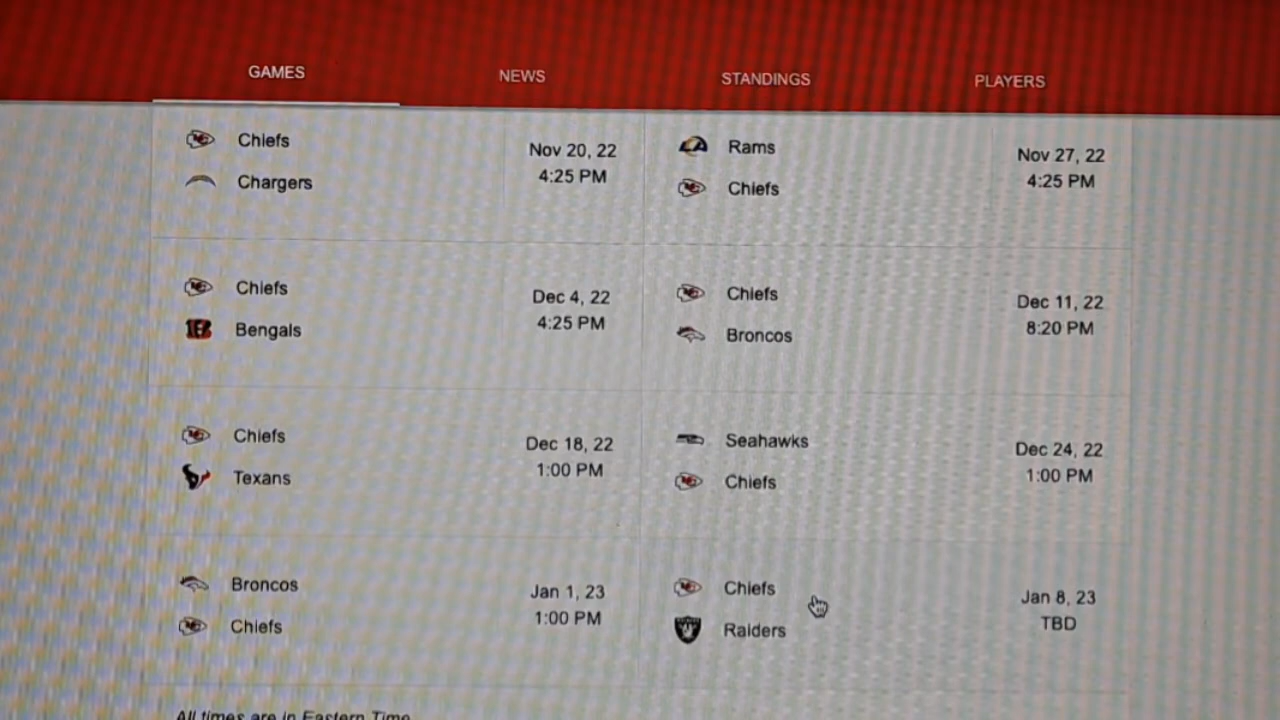 GAMES NEWS STANDINGS PLAYERS
Chiefs
Chargers
Nov 20, 22
4:25 PM
Rams
Chiefs
Nov 27, 22
4:25 PM
Chiefs
Bengals
Dec 4, 22
4:25 PM
Chiefs
Broncos
Dec 11, 22
8:20 PM
Chiefs
Texans
Dec 18, 22
1:00 PM
Seahawks
Chiefs
Dec 24, 22
1:00 PM
Broncos
Chiefs
Jan 1, 23
1:00 PM
Chiefs
Raiders
Jan 8, 23
TBD
All times are in Eastern Time